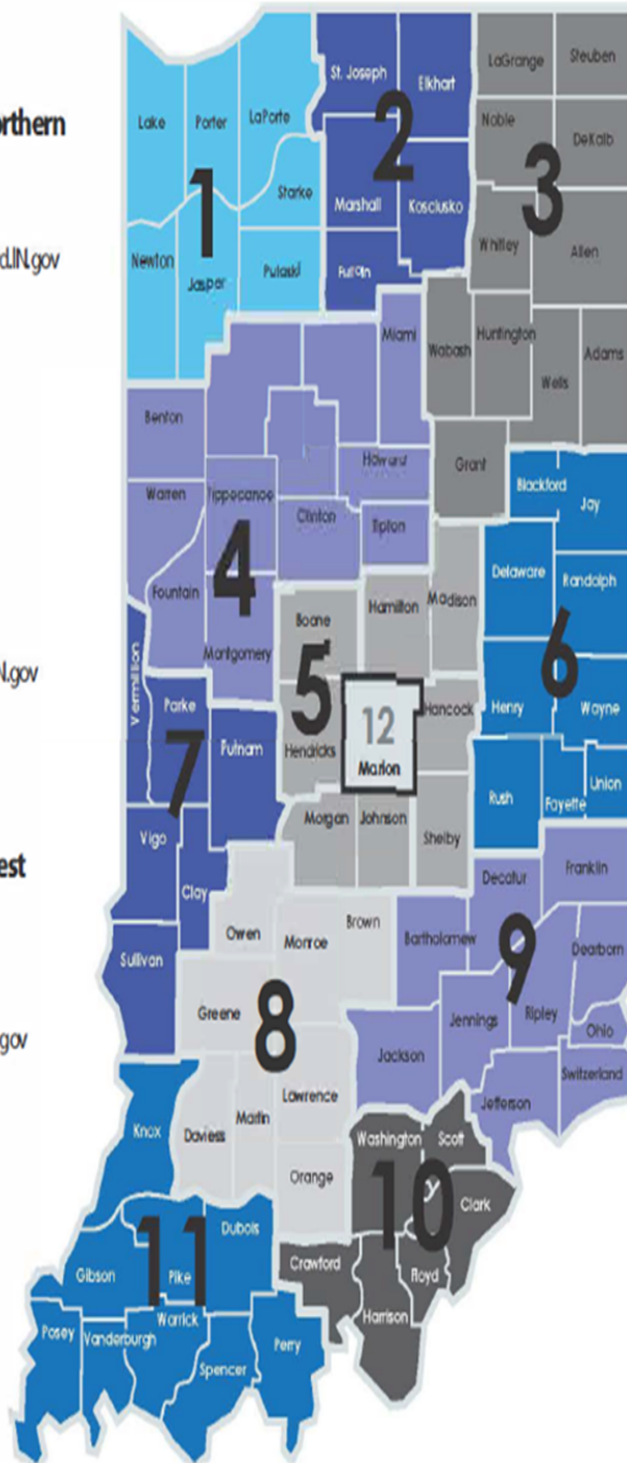 orthern
d.IN.gov
N.gov
est
gov
Lake
Porter
LaPorte
Starke
1
Newton
Jasper
Pulaski
St. Joseph
Elkhart
2
Marshall
Kosciusko
Fulton
LaGrange
Steuben
Noble
DeKalb
3
Whitley
Allen
Wabash
Huntington
Wells
Adams
Grant
Miami
Benton
Howard
Warren
Tippecanoe
Clinton
Tipton
4
Fountain
Montgomery
Boone
Hamilton
Madison
5
Hendricks
Hancock
12
Marion
Morgan
Johnson
Shelby
Blackford
Jay
Delaware
Randolph
6
Henry
Wayne
Rush
Fayette
Union
Vermillion
Parke
7
Putnam
Vigo
Clay
Sullivan
Owen
Monroe
Brown
Greene
8
Lawrence
Daviess
Martin
Orange
Decatur
Franklin
Bartholomew
9
Dearborn
Jennings
Ripley
Ohio
Jackson
Switzerland
Jefferson
Washington
Scott
10
y
Clark
Crawford
Floyd
Harrison
Knox
Dubois
11
Gibson
Pike
Posey
Vanderburgh
Warrick
Spencer
Perry